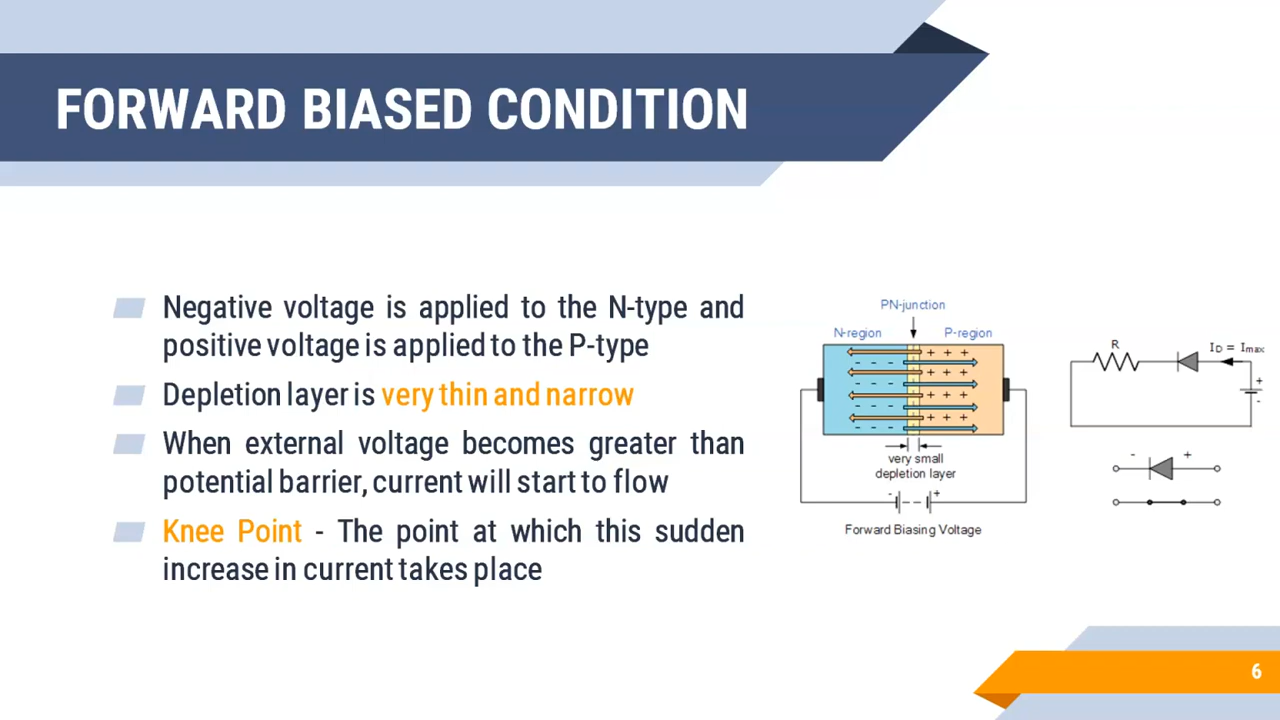 FORWARD BIASED CONDITION
Negative voltage is applied to the N-type and
positive voltage is applied to the P-type
Depletion layer is very thin and narrow
When external voltage becomes greater than
potential barrier, current will start to flow
Knee Point - The point at which this sudden
increase in current takes place
PN-junction
N-region P-region
- - - + + +
- - - + + +
- - - + + +
- - - + + +
very small
depletion layer
- +
Forward Biasing Voltage
R
I_D = I_max
+
-
- +
6